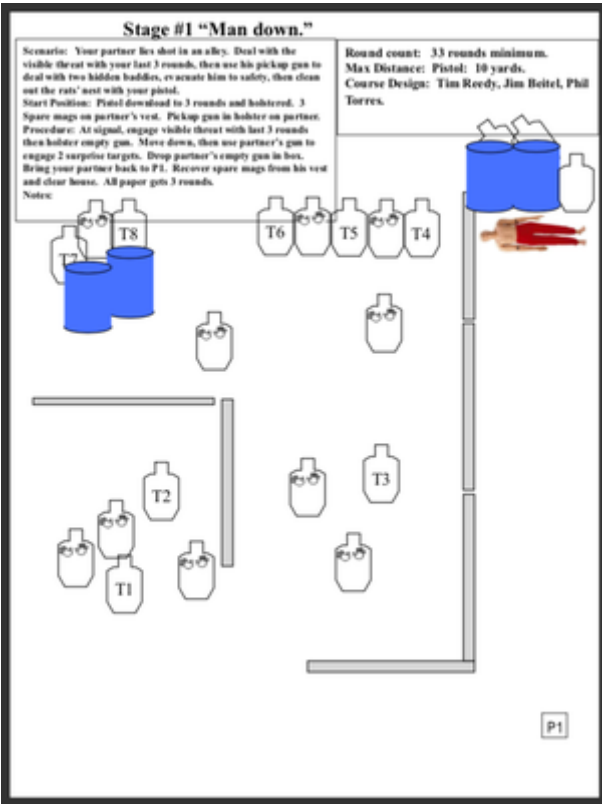 Stage #1 “Man down.”
Scenario: Your partner lies shot in an alley. Deal with the
visible threat with your last 3 rounds, then use his pickup gun to
deal with two hidden baddies, evacuate him to safety, then clean
out the rats' nest with your pistol.
Start Position: Pistol download to 3 rounds and holstered. 3
Spare mags on partner's vest. Pickup gun in holster on partner.
Procedure: At signal, engage visible threat with last 3 rounds
then holster empty gun. Move down, then use partner's gun to
engage 2 surprise targets. Drop partner's empty gun in box.
Bring your partner back to P1. Recover spare mags from his vest
and clear house. All paper gets 3 rounds.
Notes:
Round count: 33 rounds minimum.
Max Distance: Pistol: 10 yards.
Course Design: Tim Reedy, Jim Beitel, Phil
Torres.
T8
T7
T6
T5
T4
T3
T2
T1
P1